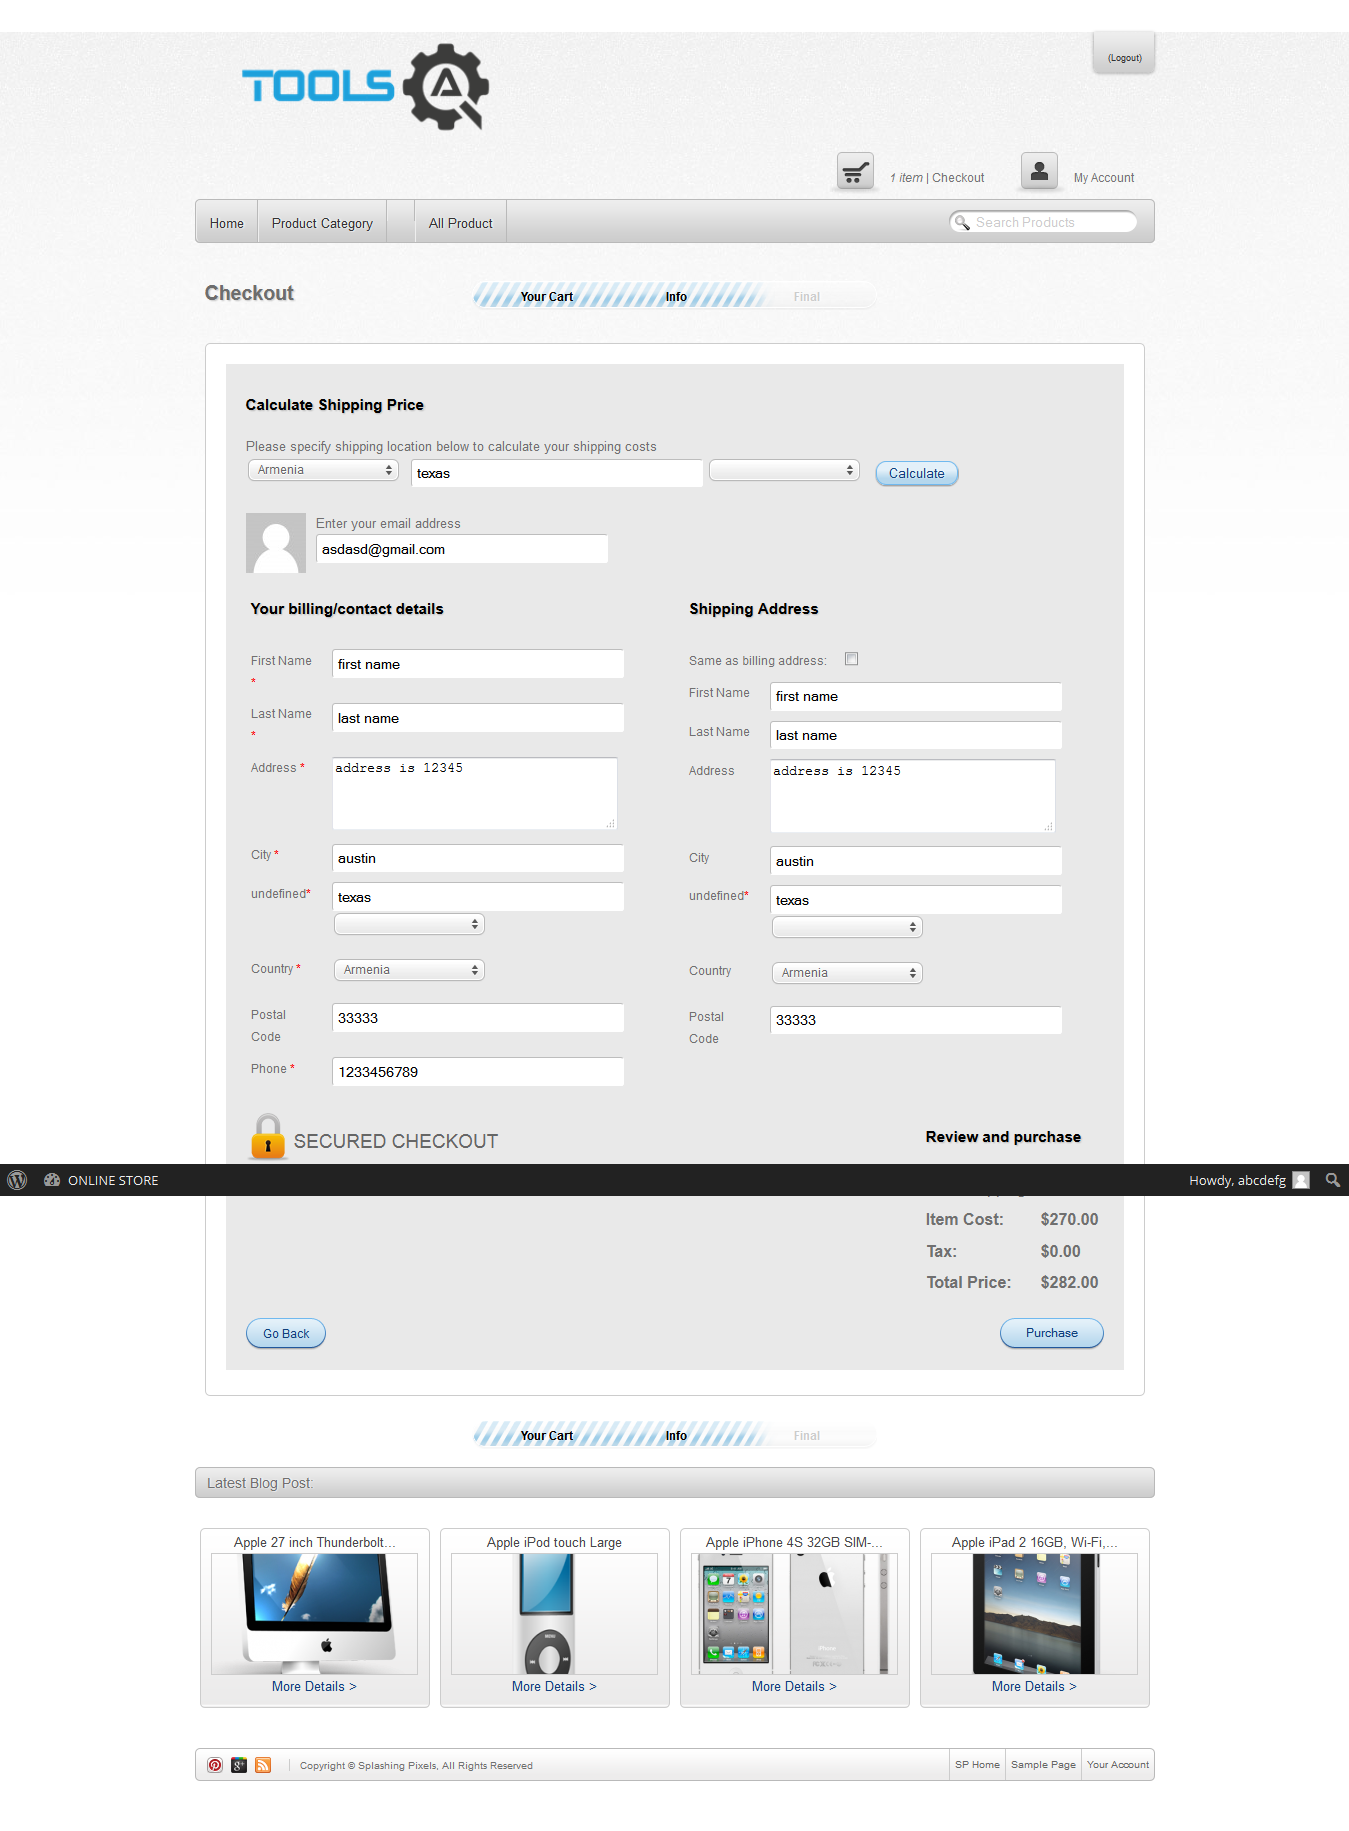 TOOLS A
(Logout)
1 item | Checkout
My Account
Home
Product Category
All Product
Search Products
Checkout
Your Cart
Info
Final
Calculate Shipping Price
Please specify shipping location below to calculate your shipping costs
Armenia
texas
Calculate
Enter your email address
asdasd@gmail.com
Your billing/contact details
First Name
*
first name
Last Name
*
last name
Address *
address is 12345
City *
austin
undefined*
texas
Country *
Armenia
Postal
Code
33333
Phone *
1233456789
Shipping Address
Same as billing address:
First Name
first name
Last Name
last name
Address
address is 12345
City
austin
undefined*
texas
Country
Armenia
Postal
Code
33333
SECURED CHECKOUT
Review and purchase
ONLINE STORE
Howdy, abcdefg
Item Cost: $270.00
Tax: $0.00
Total Price: $282.00
Go Back
Purchase
Your Cart
Info
Final
Latest Blog Post:
Apple 27 inch Thunderbolt...
More Details >
Apple iPod touch Large
MENU
More Details >
Apple iPhone 4S 32GB SIM-...
iPhone
More Details >
Apple iPad 2 16GB, Wi-Fi,...
More Details >
Copyright © Splashing Pixels, All Rights Reserved
SP Home
Sample Page
Your Account